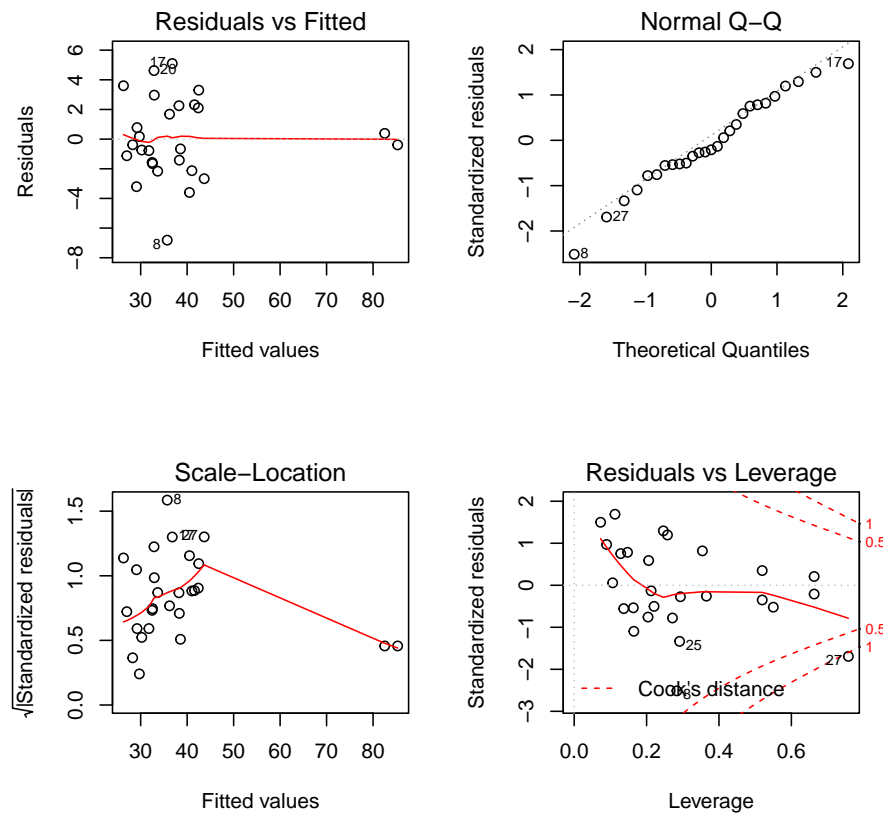 Residuals vs Fitted
Residuals
6
4
2
0
−4
−8
30 40 50 60 70 80
Fitted values
17
26
8
Normal Q−Q
Standardized residuals
2
1
0
−1
−2
−2 −1 0 1 2
Theoretical Quantiles
17
27
8
Scale−Location
√|Standardized residuals|
1.5
1.0
0.5
0.0
30 40 50 60 70 80
Fitted values
8
17
27
Residuals vs Leverage
Standardized residuals
2
1
0
−1
−2
−3
0.0 0.2 0.4 0.6
Leverage
1
0.5
0.5
1
25
27
8
Cook's distance